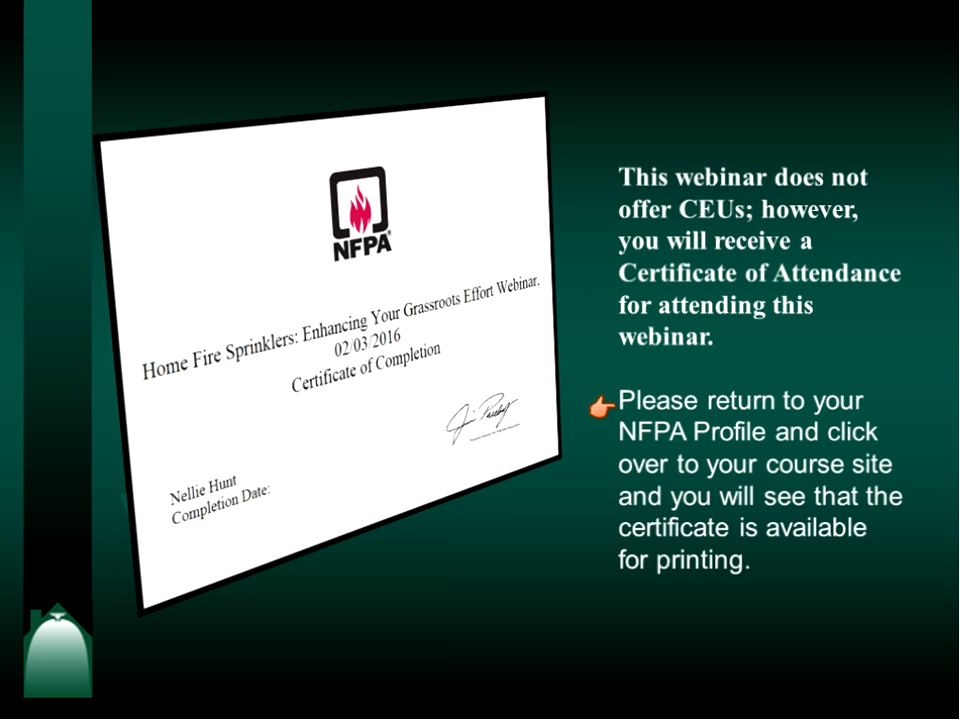 NFPA
Home Fire Sprinklers: Enhancing Your Grassroots Effort Webinar,
02/03/2016
Certificate of Completion
Nellie Hunt
Completion Date:
This webinar does not
offer CEUs; however,
you will receive a
Certificate of Attendance
for attending this
webinar.
Please return to your
NFPA Profile and click
over to your course site
and you will see that the
certificate is available
for printing.